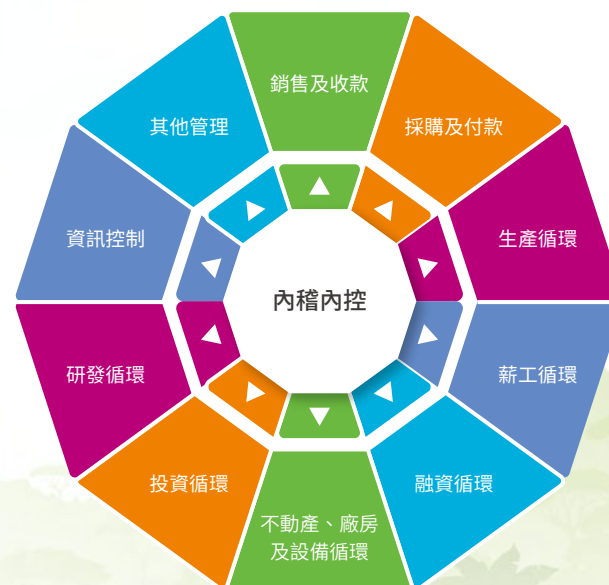 銷售及收款
採購及付款
生產循環
薪工循環
融資循環
不動產、廠房
及設備循環
投資循環
研發循環
資訊控制
其他管理
內稽內控